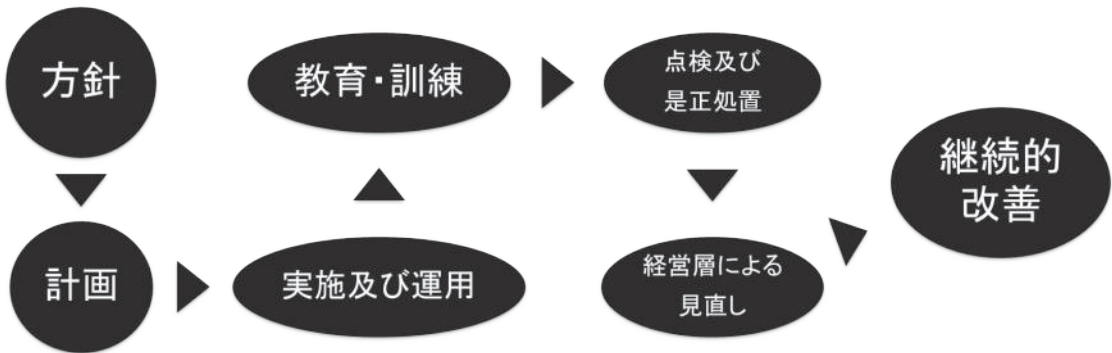 方針
計画
実施及び運用
教育・訓練
点検及び
是正処置
経営層による
見直し
継続的
改善